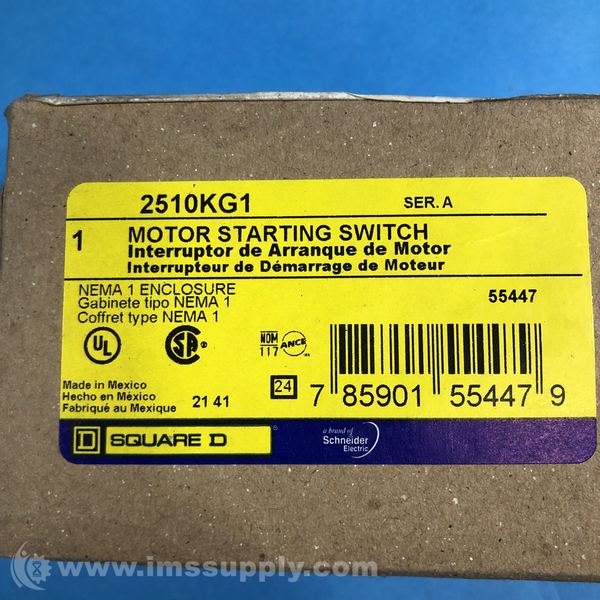 2510KG1 SER. A
1 MOTOR STARTING SWITCH
Interruptor de Arranque de Motor
Interrupteur de Démarrage de Moteur
NEMA 1 ENCLOSURE
Gabinete tipo NEMA 1
Coffret type NEMA 1
55447
UL
SA
NOM
117
ANCE
Made in Mexico
Hecho en México
Fabriqué au Mexique
21 41
24
7 85901 55447 9
D SQUARE D ®
a brand of
Schneider
Electric
www.imssupply.com